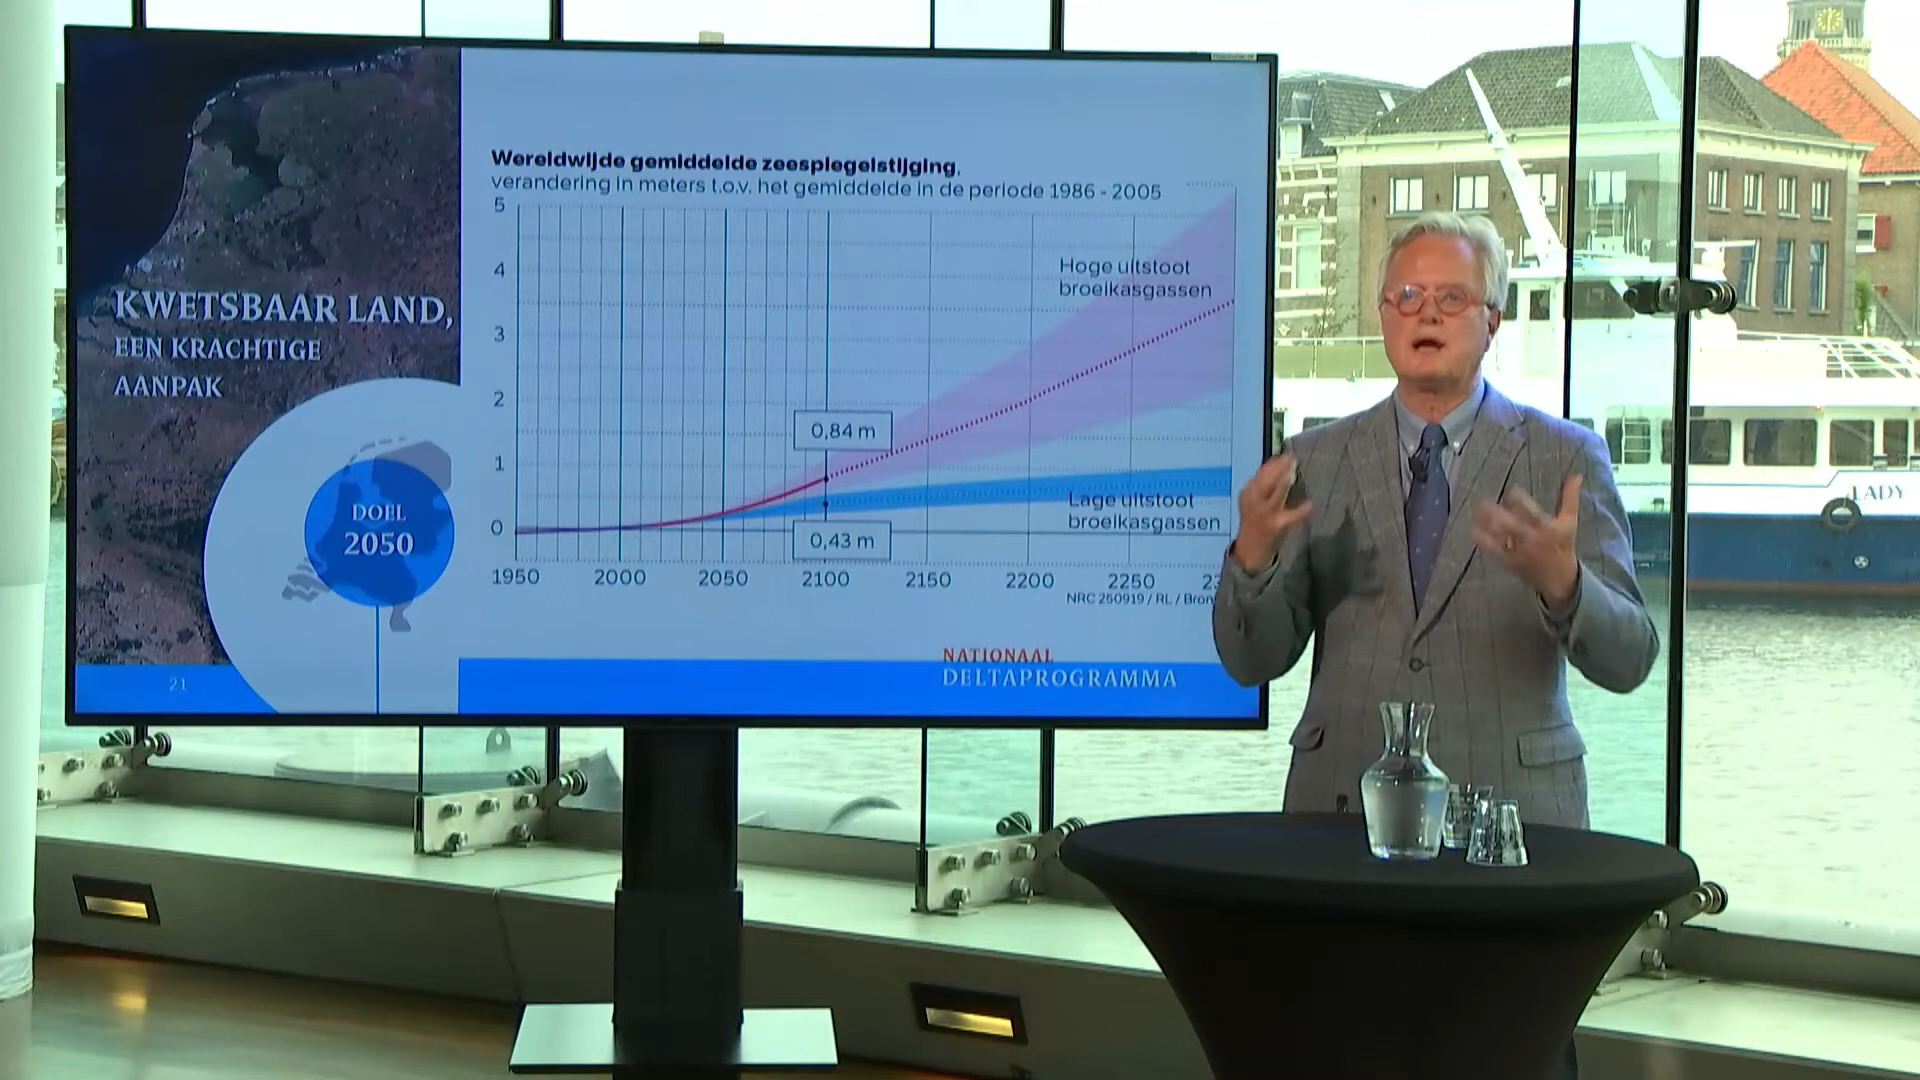 KWETSBAAR LAND,
EEN KRACHTIGE
AANPAK
DOEL
2050
21
Wereldwijde gemiddelde zeespiegelstijging,
verandering in meters t.o.v. het gemiddelde in de periode 1986 - 2005
5
4
3
2
1
0
Hoge uitstoot
broeikasgassen
0,84 m
Lage uitstoot
broeikasgassen
0,43 m
1950 2000 2050 2100 2150 2200 2250
NRC 250919 / RL /
NATIONAAL
DELTAPROGRAMMA
LADY